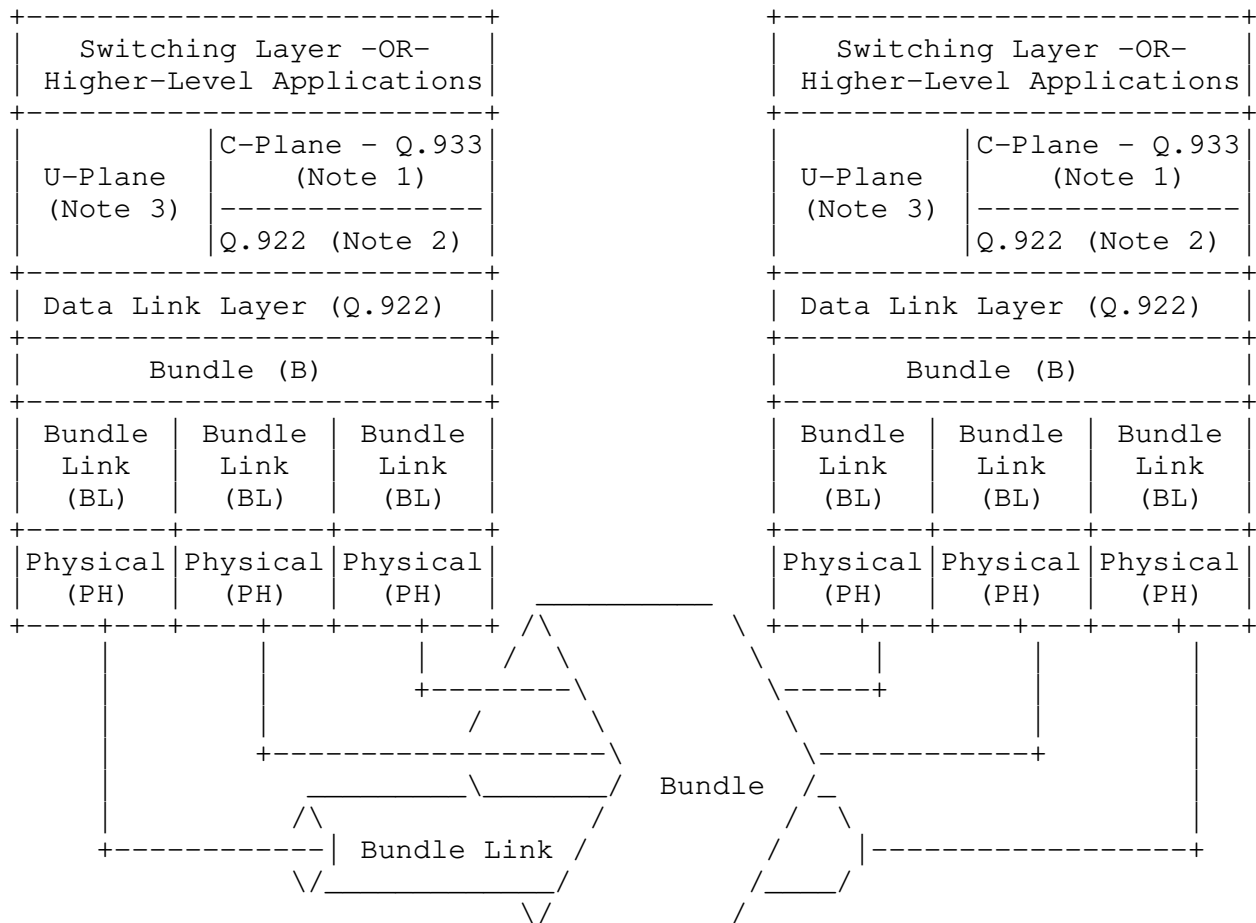 Switching Layer -OR- Switching Layer -OR-
Higher-Level Applications Higher-Level Applications
C-Plane - Q.933 C-Plane - Q.933
U-Plane (Note 1) U-Plane (Note 1)
(Note 3) (Note 3)
Q.922 (Note 2) Q.922 (Note 2)
Data Link Layer (Q.922) Data Link Layer (Q.922)
Bundle (B) Bundle (B)
Bundle Bundle Bundle Bundle Bundle Bundle
Link Link Link Link Link Link
(BL) (BL) (BL) (BL) (BL) (BL)
Physical Physical Physical Physical Physical Physical
(PH) (PH) (PH) (PH) (PH) (PH)
Bundle
Bundle Link